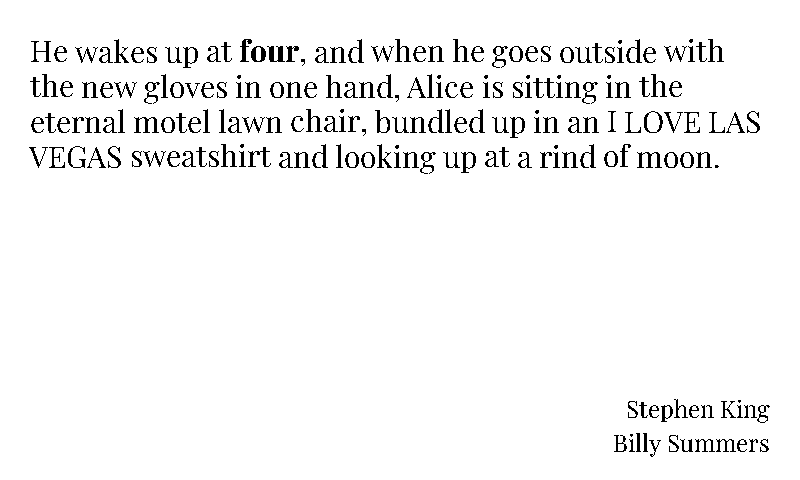 He wakes up at four, and when he goes outside with
the new gloves in one hand, Alice is sitting in the
eternal motel lawn chair, bundled up in an I LOVE LAS
VEGAS sweatshirt and looking up at a rind of moon.
Stephen King
Billy Summers